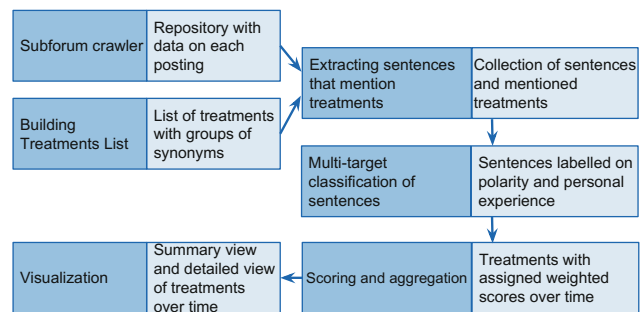 Subforum crawler
Repository with
data on each
posting
Extracting sentences
that mention
treatments
Collection of sentences
and mentioned
treatments
Building
Treatments List
List of treatments
with groups of
synonyms
Multi-target
classification of
sentences
Sentences labelled on
polarity and personal
experience
Visualization
Summary view
and detailed view
of treatments
over time
Scoring and aggregation
Treatments with
assigned weighted
scores over time